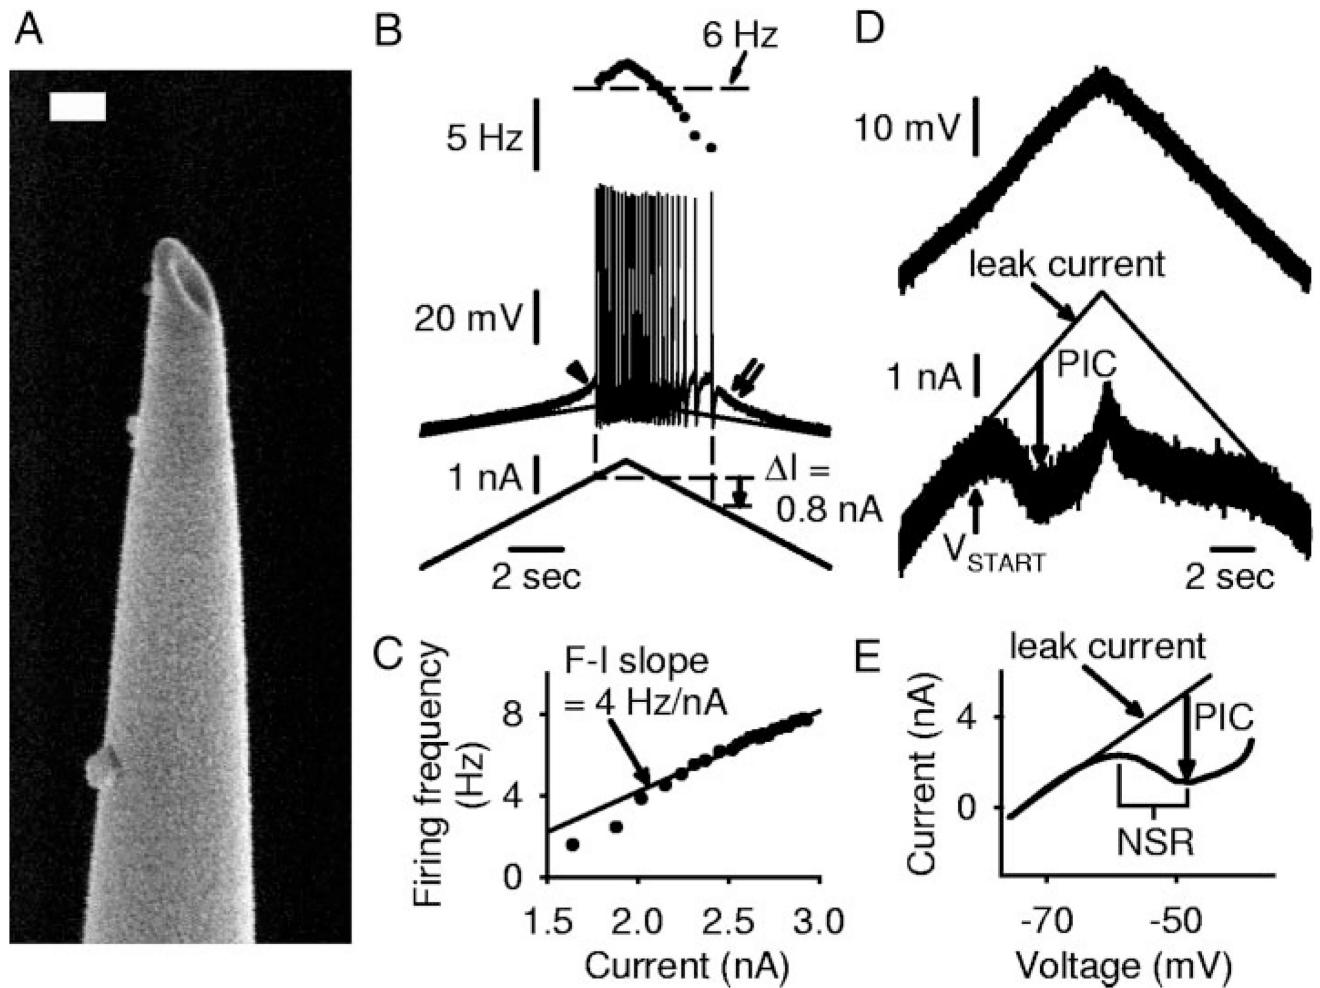 A
B
6 Hz
5 Hz
20 mV
1 nA
ΔI =
0.8 nA
2 sec
C
Firing frequency
(Hz)
F-I slope
= 4 Hz/nA
8
4
0
1.5
2.0
2.5
3.0
Current (nA)
D
10 mV
leak current
PIC
1 nA
VSTART
2 sec
E
leak current
Current (nA)
4
0
PIC
NSR
-70
-50
Voltage (mV)